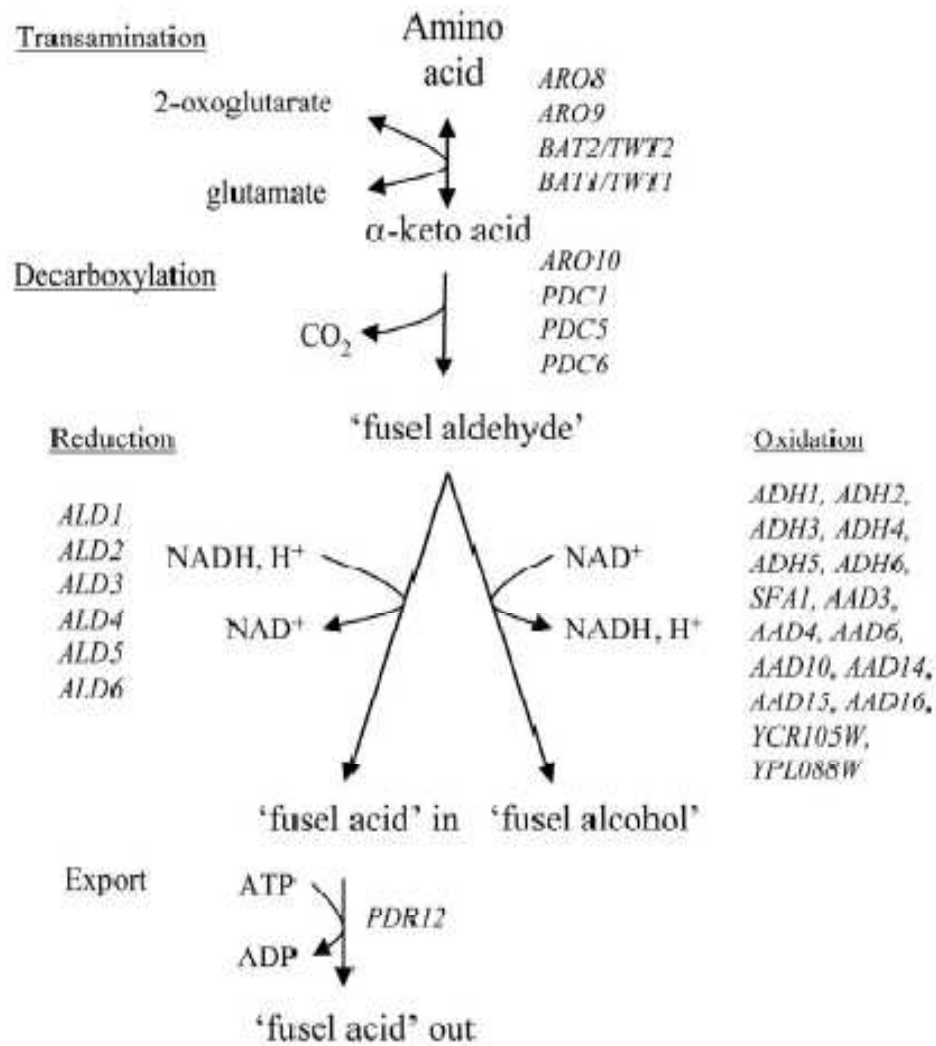 Transamination
Amino
acid
2-oxoglutarate
glutamate
ARO8
ARO9
BAT2/TWT2
BAT1/TWT1
α-keto acid
Decarboxylation
CO₂
ARO10
PDC1
PDC5
PDC6
‘fusel aldehyde’
Reduction
ALD1
ALD2
ALD3
ALD4
ALD5
ALD6
NADH, H⁺
NAD⁺
NAD⁺
NADH, H⁺
Oxidation
ADH1, ADH2,
ADH3, ADH4,
ADH5, ADH6,
SFA1, AAD3,
AAD4, AAD6,
AAD10, AAD14,
AAD15, AAD16,
YCR105W,
YPL088W
‘fusel acid’ in
‘fusel alcohol’
Export
ATP
ADP
PDR12
‘fusel acid’ out